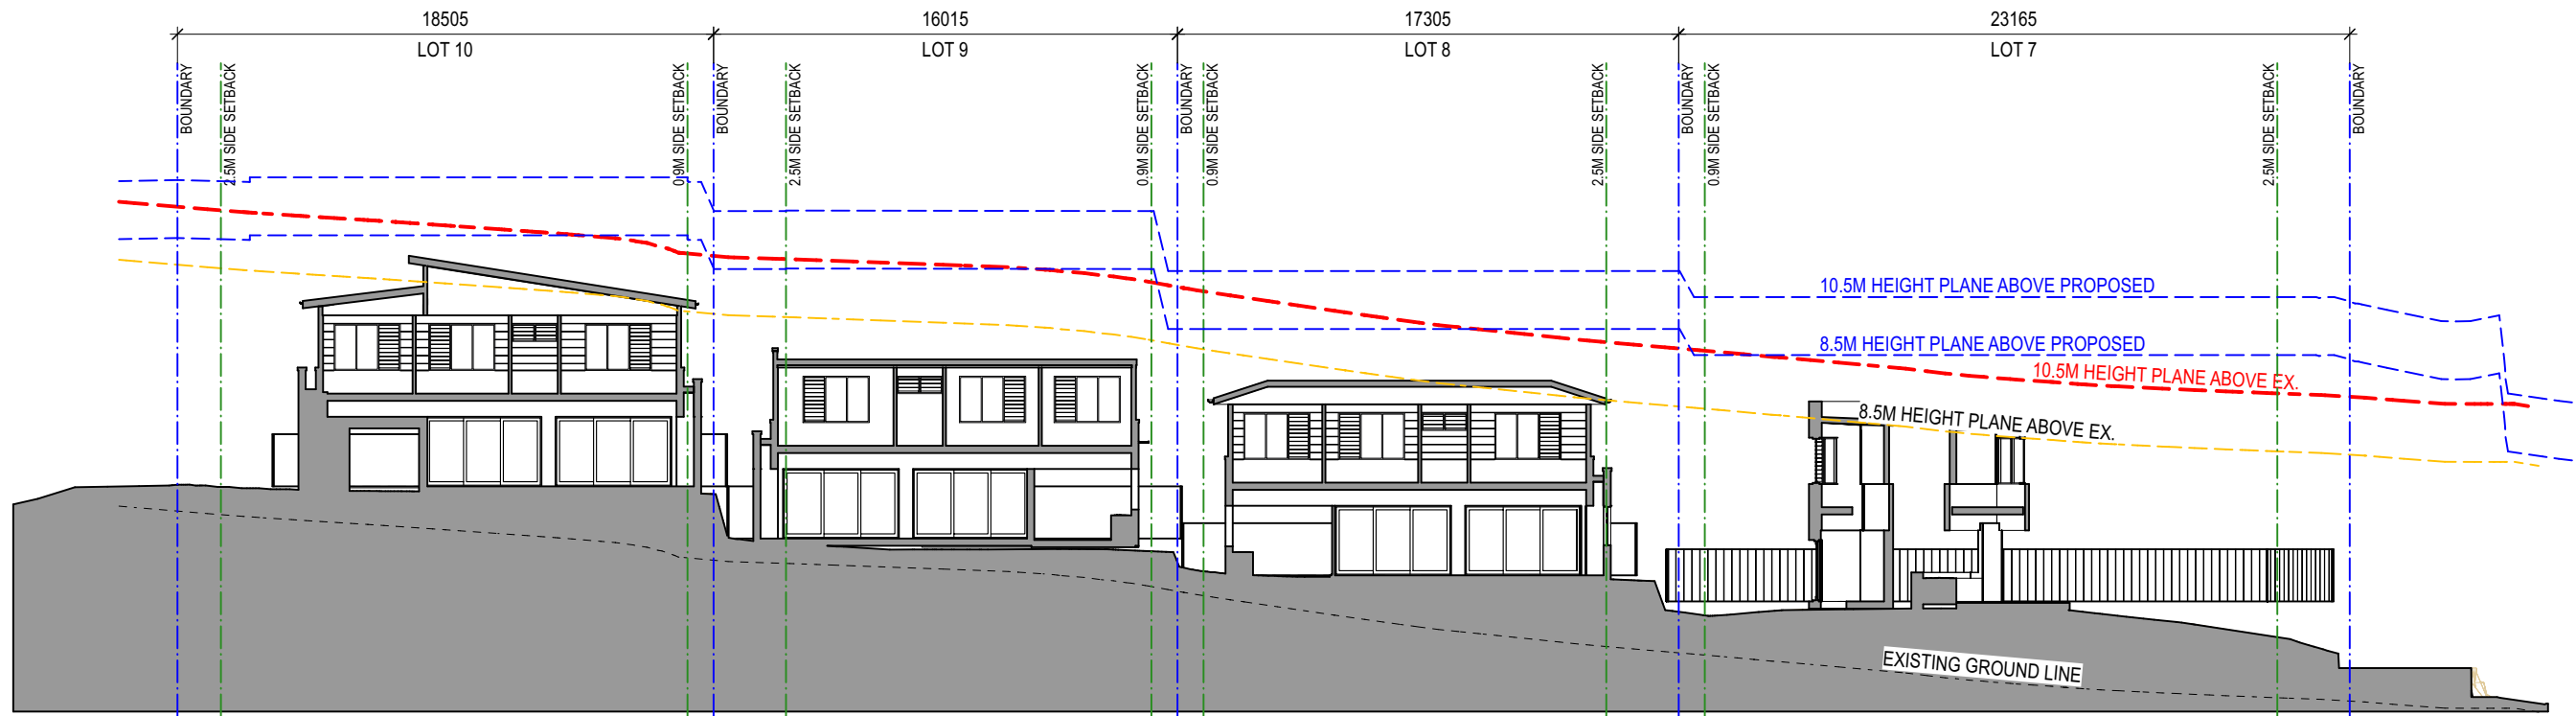 18505
16015
17305
23165
LOT 10
LOT 9
LOT 8
LOT 7
BOUNDARY
2.5M SIDE SETBACK
0.9M SIDE SETBACK
BOUNDARY
2.5M SIDE SETBACK
0.9M SIDE SETBACK
BOUNDARY
0.9M SIDE SETBACK
2.5M SIDE SETBACK
BOUNDARY
0.9M SIDE SETBACK
2.5M SIDE SETBACK
BOUNDARY
10.5M HEIGHT PLANE ABOVE PROPOSED
8.5M HEIGHT PLANE ABOVE PROPOSED
10.5M HEIGHT PLANE ABOVE EX.
8.5M HEIGHT PLANE ABOVE EX.
EXISTING GROUND LINE